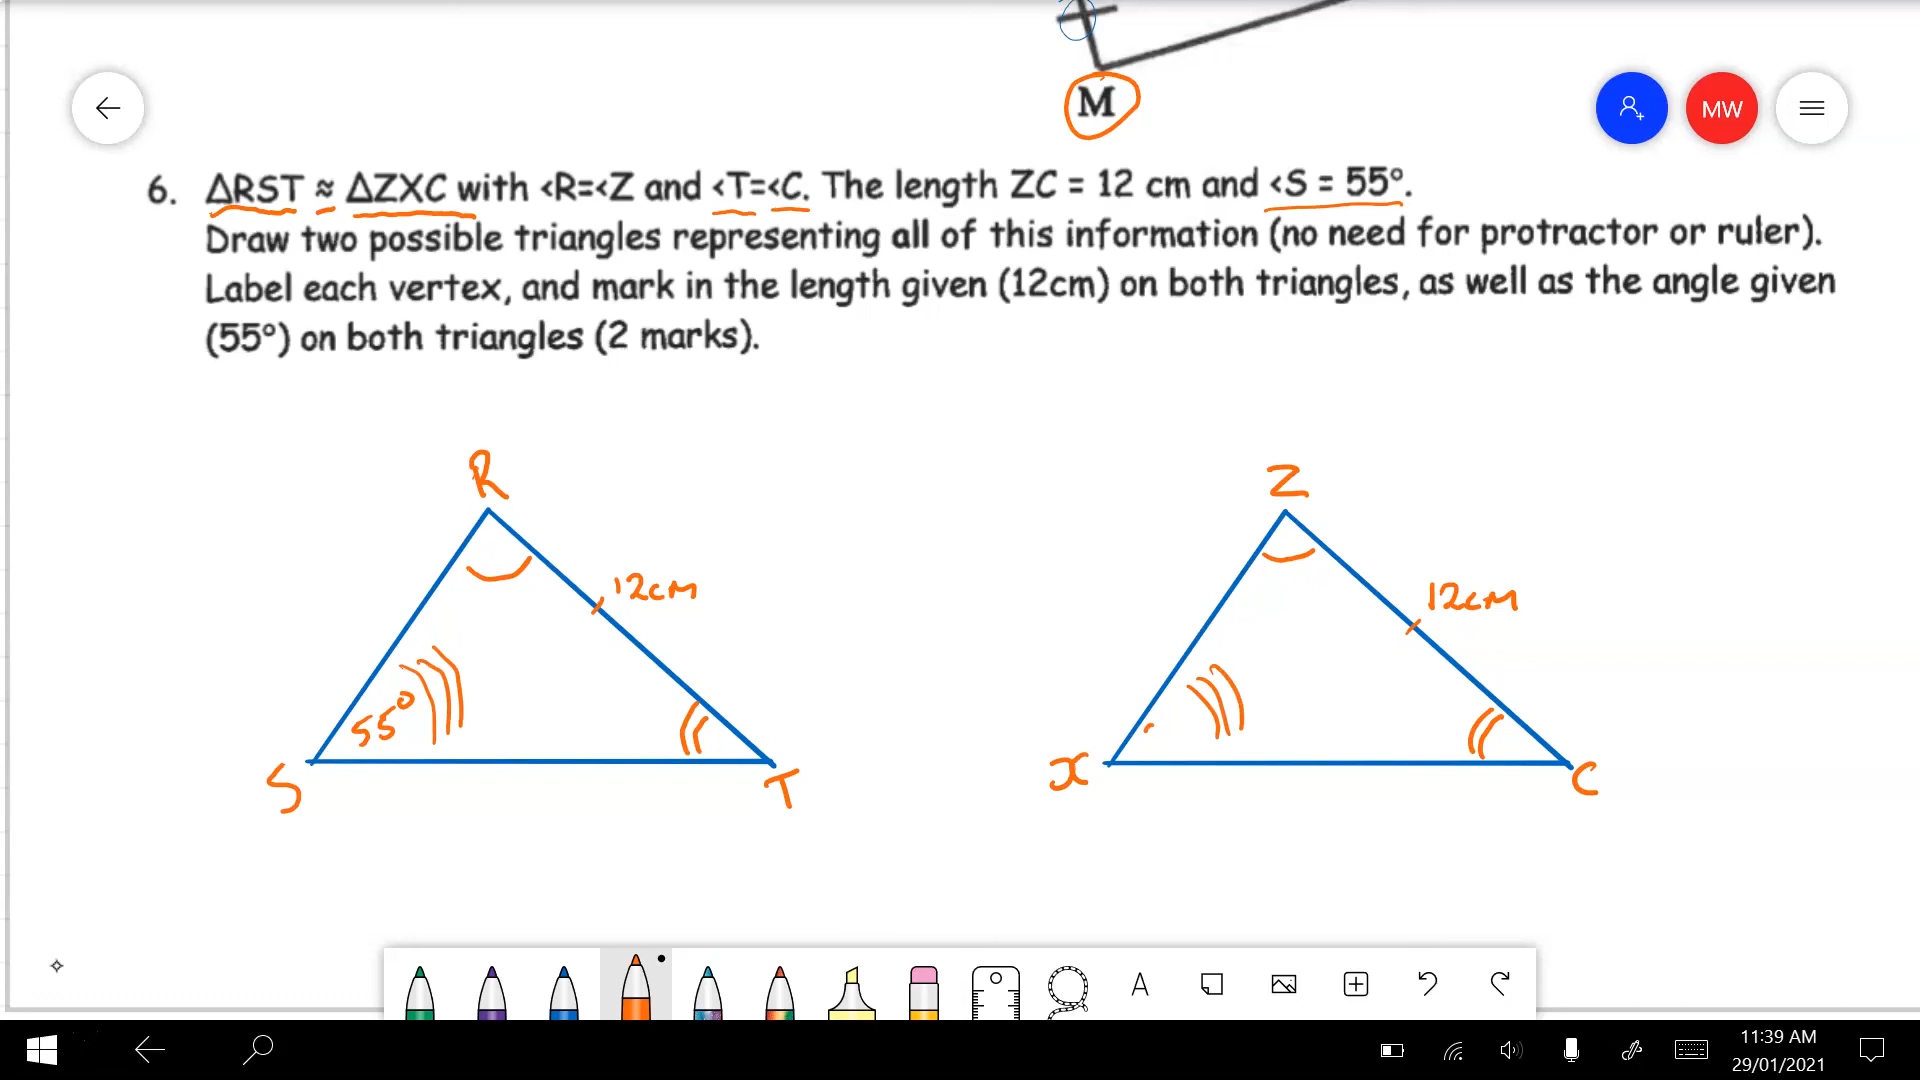 M
MW
6. ΔRST ≈ ΔZXC with <R=<Z and <T=<C. The length ZC = 12 cm and <S = 55°.
Draw two possible triangles representing all of this information (no need for protractor or ruler).
Label each vertex, and mark in the length given (12cm) on both triangles, as well as the angle given
(55°) on both triangles (2 marks).
R
12cm
55°
S
T
Z
12cm
X
C
A
11:39 AM
29/01/2021